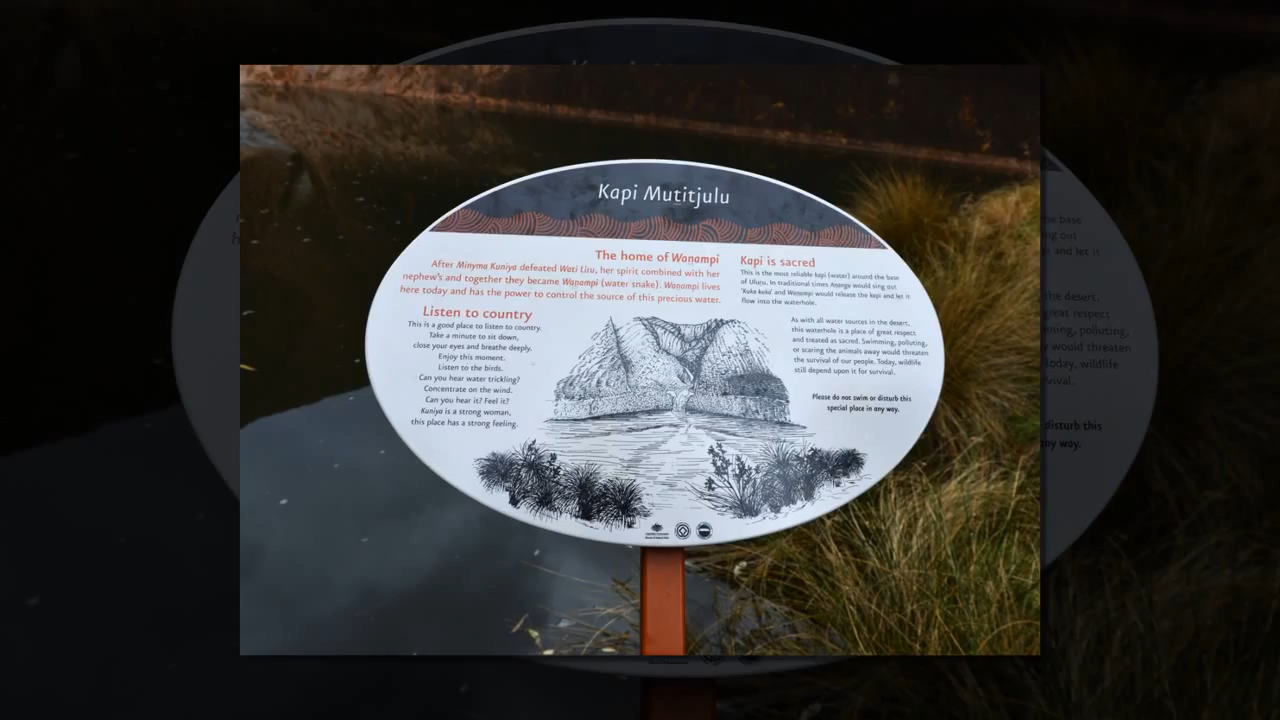 Kapi Mutitjulu
The home of Wanampi
After Minyma Kuniya defeated Wati Liru, her spirit combined with her
nephew's and together they became Wanampi (water snake). Wanampi lives
here today and has the power to control the source of this precious water.
Listen to country
This is a good place to listen to country.
Take a minute to sit down,
close your eyes and breathe deeply.
Enjoy this moment.
Listen to the birds.
Can you hear water trickling?
Concentrate on the wind.
Can you hear it? Feel it?
Kuniya is a strong woman,
this place has a strong feeling.
Kapi is sacred
This is the most reliable kapi (water) around the base
of Uluru. In traditional times Anangu would sing out
'Kuka kuka' and Wanampi would release the kapi and let it
flow into the waterhole.
As with all water sources in the desert,
this waterhole is a place of great respect
and treated as sacred. Swimming, polluting,
or scaring the animals away would threaten
the survival of our people. Today, wildlife
still depend upon it for survival.
Please do not swim or disturb this
special place in any way.